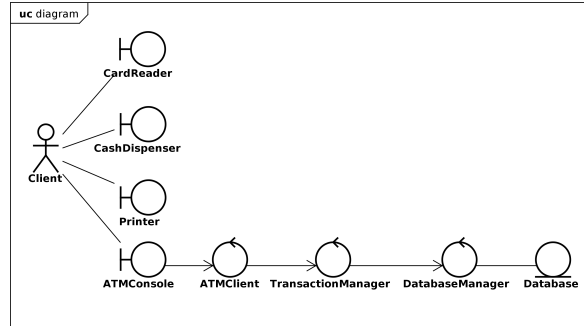 uc diagram
CardReader
CashDispenser
Client
Printer
ATMConsole ATMClient TransactionManager DatabaseManager Database